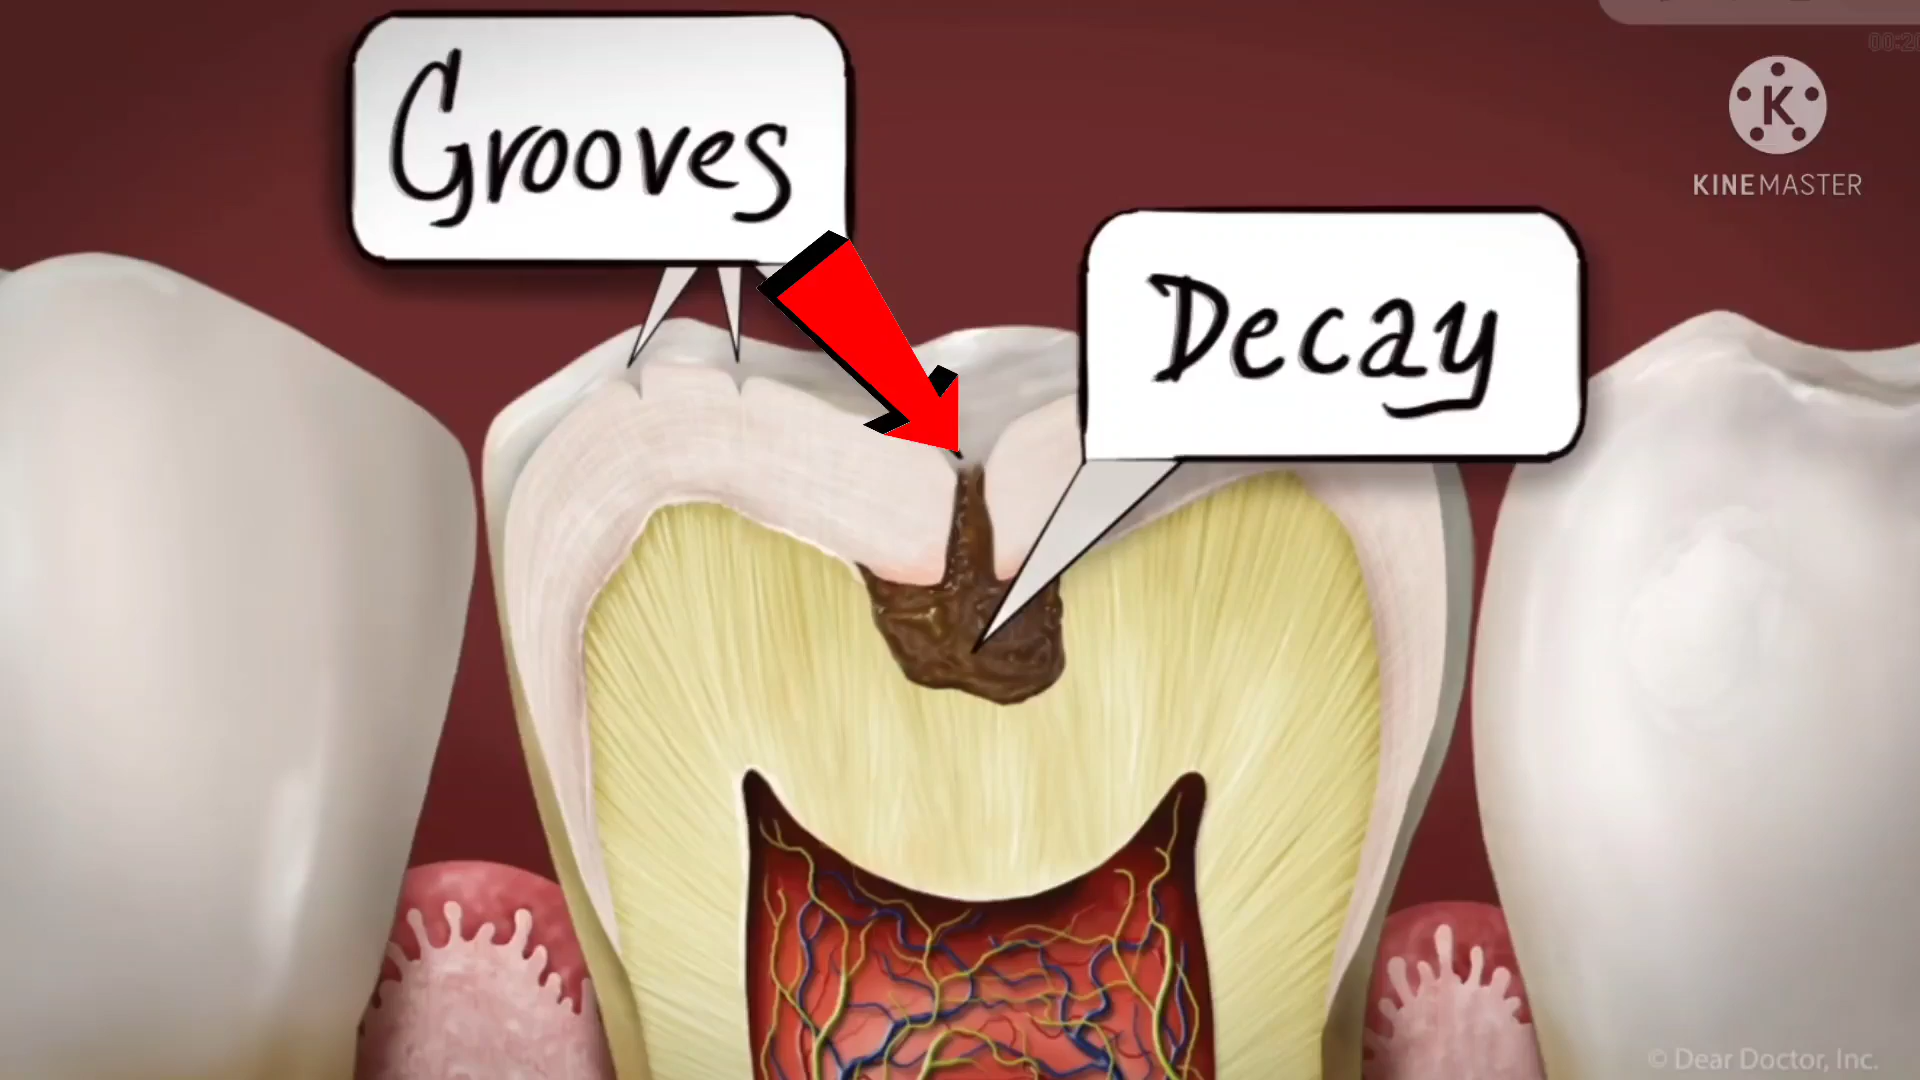 Grooves
K
KINEMASTER
Decay
© Dear Doctor, Inc.